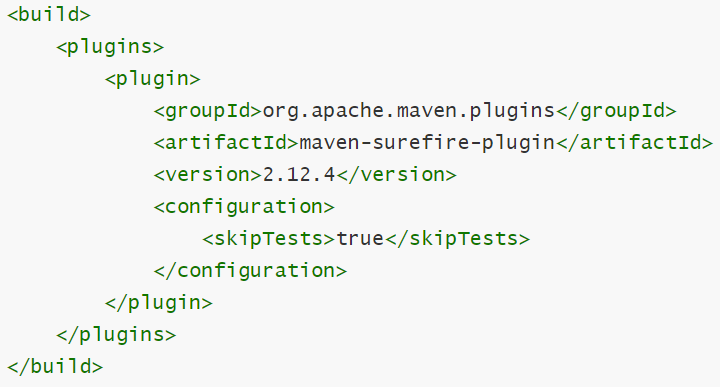 <build>
    <plugins>
        <plugin>
            <groupId>org.apache.maven.plugins</groupId>
            <artifactId>maven-surefire-plugin</artifactId>
            <version>2.12.4</version>
            <configuration>
                <skipTests>true</skipTests>
            </configuration>
        </plugin>
    </plugins>
</build>